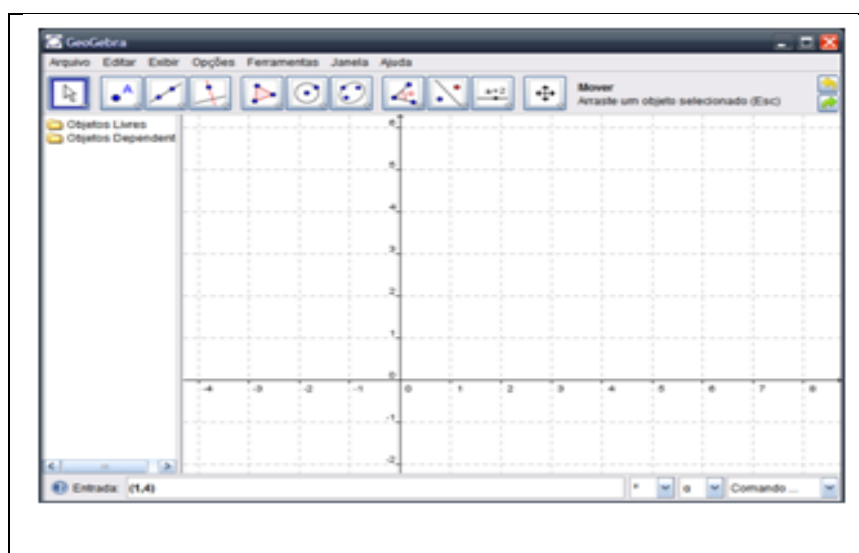 GeoGebra
Arquivo Editar Exibir Opções Ferramentas Janela Ajuda
A a=2 Mover
Arraste um objeto selecionado (Esc)
Objetos Livres
Objetos Dependent
6
5
4
3
2
1
0
-4 -3 -2 -1 0 1 2 3 4 5 6 7 8
-1
-2
Entrada: (1,4) α Comando ...